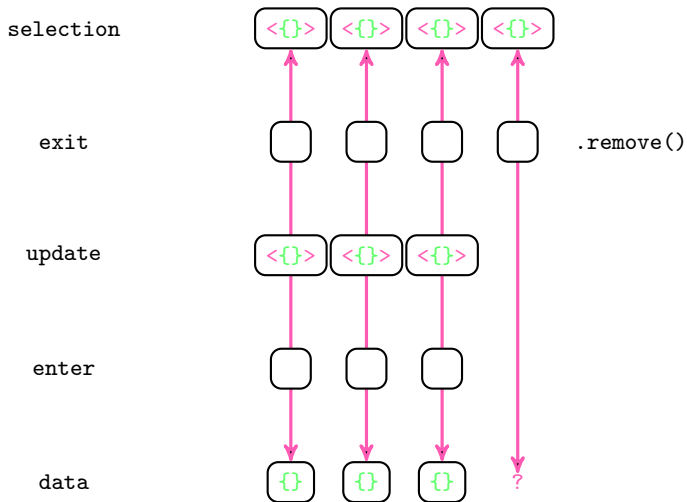 selection <{}> <{}> <{}> <{}>
exit .remove()
update <{}> <{}> <{}>
enter
data {} {} {} ?